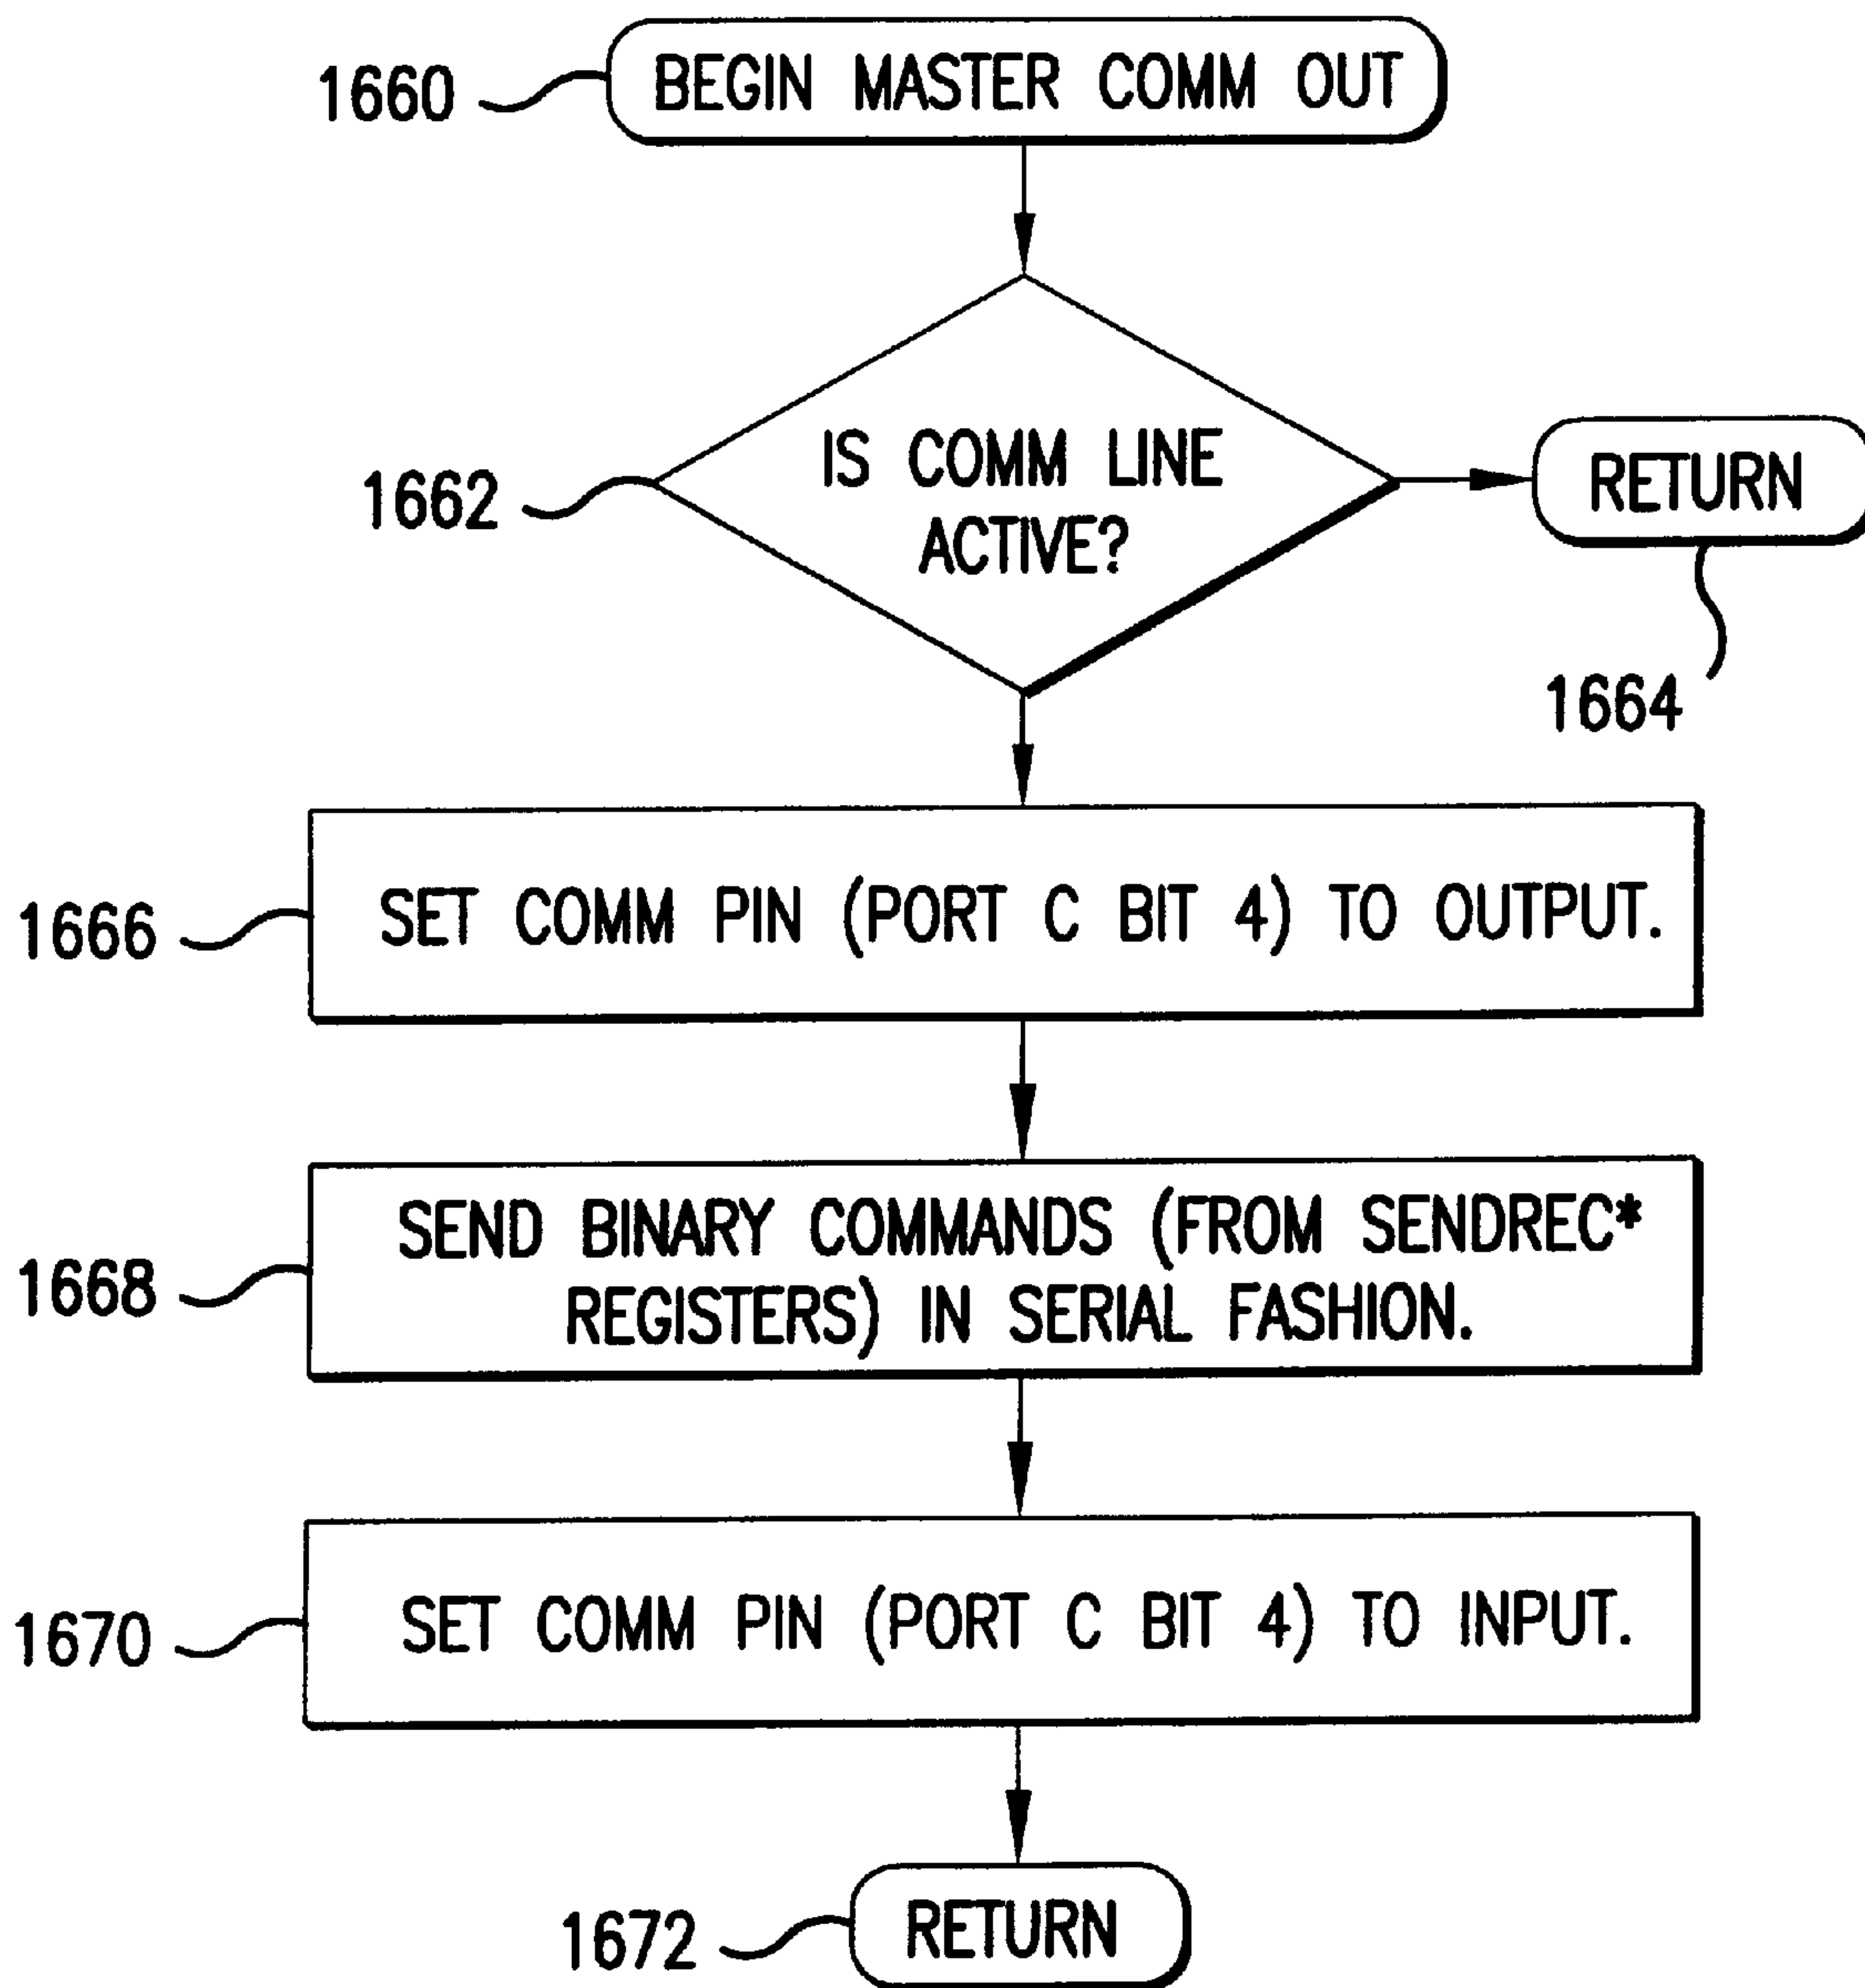 1660
BEGIN MASTER COMM OUT
1662
IS COMM LINE
ACTIVE?
RETURN
1664
1666
SET COMM PIN (PORT C BIT 4) TO OUTPUT.
1668
SEND BINARY COMMANDS (FROM SENDREC*
REGISTERS) IN SERIAL FASHION.
1670
SET COMM PIN (PORT C BIT 4) TO INPUT.
1672
RETURN